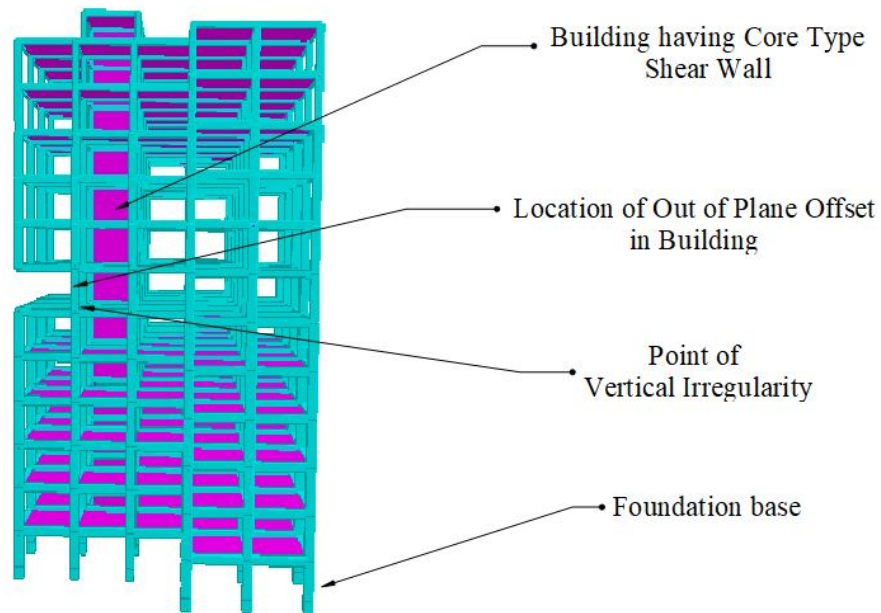 Building having Core Type
Shear Wall
Location of Out of Plane Offset
in Building
Point of
Vertical Irregularity
Foundation base